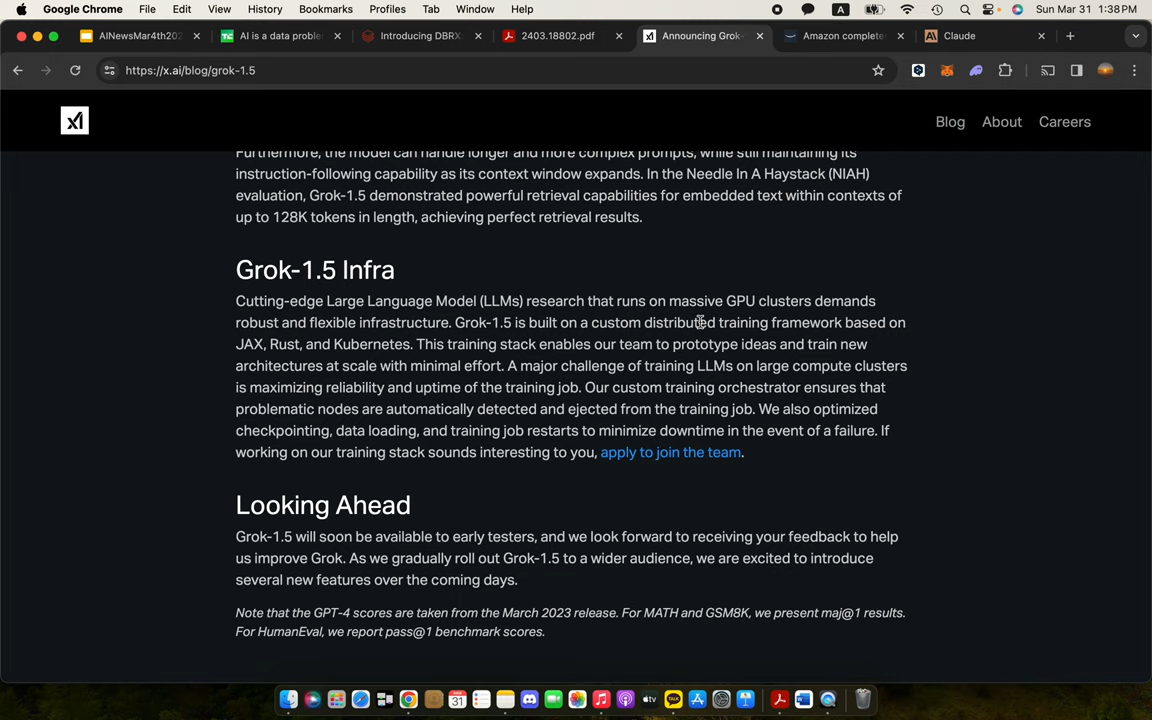 Google Chrome File Edit View History Bookmarks Profiles Tab Window Help A Sun Mar 31 1:38 PM
AINewsMar4th202 AI is a data proble Introducing DBRX: 2403.18802.pdf Announcing Grok- Amazon complete Claude
https://x.ai/blog/grok-1.5
Blog About Careers
Furthermore, the model can handle longer and more complex prompts, while still maintaining its
instruction-following capability as its context window expands. In the Needle In A Haystack (NIAH)
evaluation, Grok-1.5 demonstrated powerful retrieval capabilities for embedded text within contexts of
up to 128K tokens in length, achieving perfect retrieval results.
Grok-1.5 Infra
Cutting-edge Large Language Model (LLMs) research that runs on massive GPU clusters demands
robust and flexible infrastructure. Grok-1.5 is built on a custom distributed training framework based on
JAX, Rust, and Kubernetes. This training stack enables our team to prototype ideas and train new
architectures at scale with minimal effort. A major challenge of training LLMs on large compute clusters
is maximizing reliability and uptime of the training job. Our custom training orchestrator ensures that
problematic nodes are automatically detected and ejected from the training job. We also optimized
checkpointing, data loading, and training job restarts to minimize downtime in the event of a failure. If
working on our training stack sounds interesting to you, apply to join the team.
Looking Ahead
Grok-1.5 will soon be available to early testers, and we look forward to receiving your feedback to help
us improve Grok. As we gradually roll out Grok-1.5 to a wider audience, we are excited to introduce
several new features over the coming days.
Note that the GPT-4 scores are taken from the March 2023 release. For MATH and GSM8K, we present maj@1 results.
For HumanEval, we report pass@1 benchmark scores.